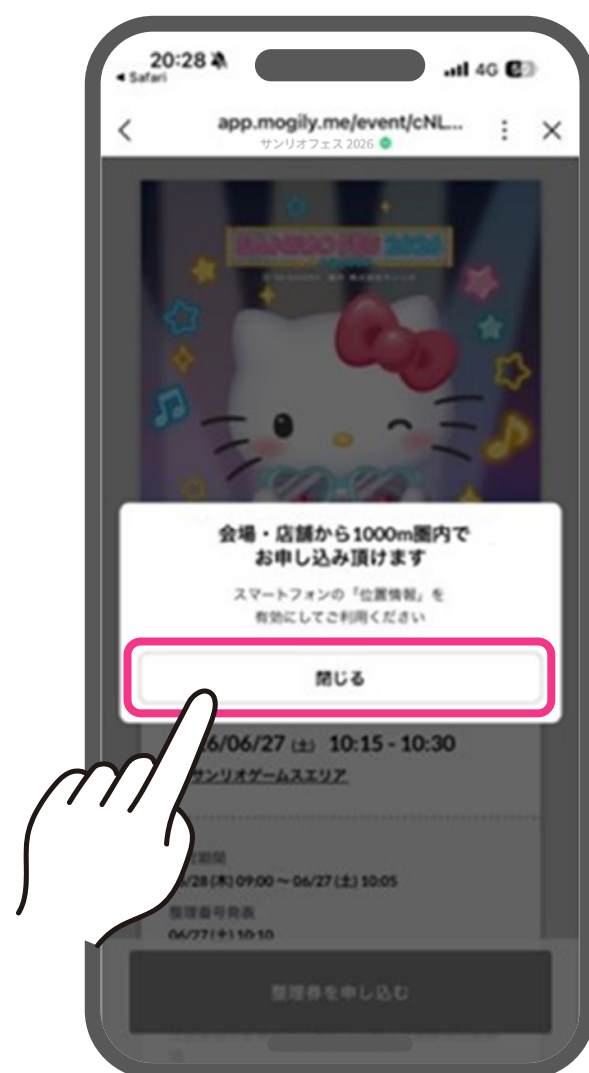 20:28
Safari
4G
app.mogily.me/event/cNL...
サンリオフェス 2026
会場・店舗から1000m圏内で
お申し込み頂けます
スマートフォンの「位置情報」を
有効にしてご利用ください
閉じる
6/06/27 (土) 10:15 - 10:30
サンリオゲームスエリア
期間
/28 (木) 09:00 ～ 06/27 (土) 10:05
整理番号発表
06/27 (土) 10:10
整理券を申し込む